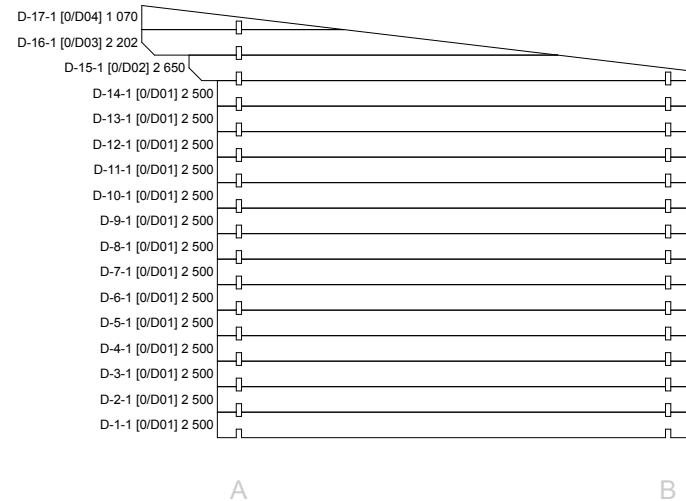 D-17-1 [0/D04] 1 070
D-16-1 [0/D03] 2 202
D-15-1 [0/D02] 2 650
D-14-1 [0/D01] 2 500
D-13-1 [0/D01] 2 500
D-12-1 [0/D01] 2 500
D-11-1 [0/D01] 2 500
D-10-1 [0/D01] 2 500
D-9-1 [0/D01] 2 500
D-8-1 [0/D01] 2 500
D-7-1 [0/D01] 2 500
D-6-1 [0/D01] 2 500
D-5-1 [0/D01] 2 500
D-4-1 [0/D01] 2 500
D-3-1 [0/D01] 2 500
D-2-1 [0/D01] 2 500
D-1-1 [0/D01] 2 500
A B